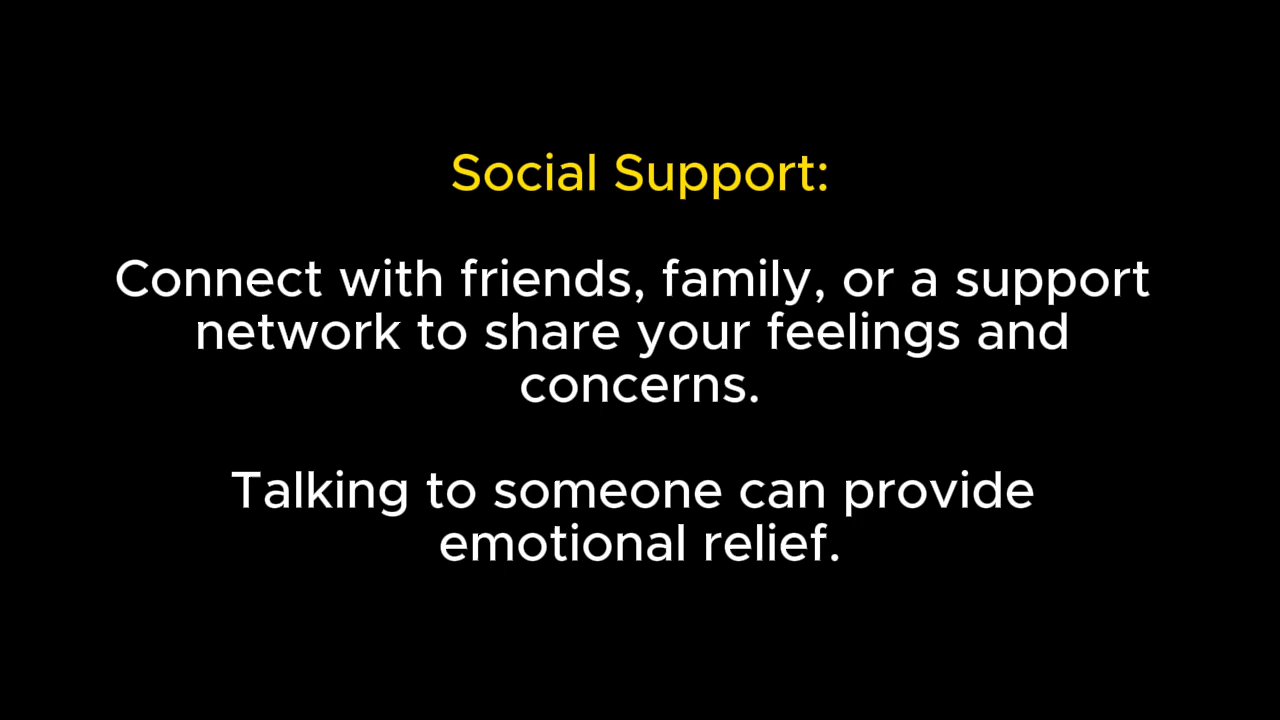 Social Support:
Connect with friends, family, or a support
network to share your feelings and
concerns.
Talking to someone can provide
emotional relief.